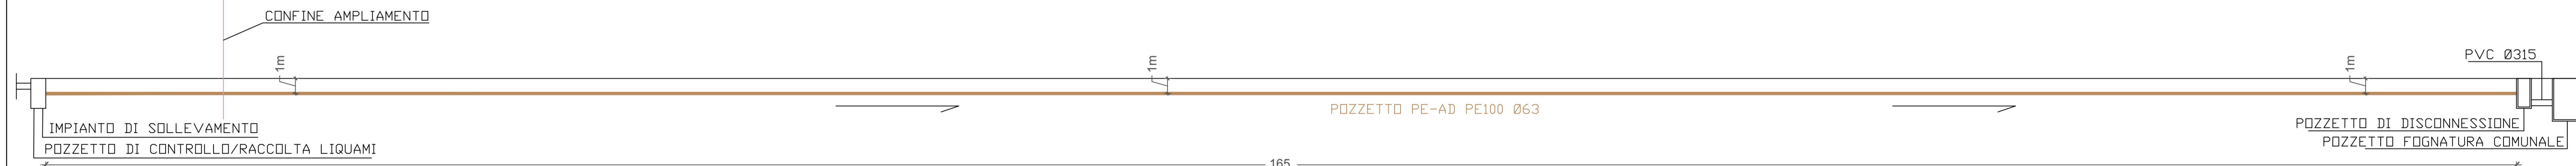 CONFINE AMPLIAMENTO
PVC Ø315
1m
1m
1m
POZZETTO PE-AD PE100 Ø63
IMPIANTO DI SOLLEVAMENTO
POZZETTO DI DISCONNESSIONE
POZZETTO DI CONTROLLO/RACCOLTA LIQUAMI
POZZETTO FOGNATURA COMUNALE
165